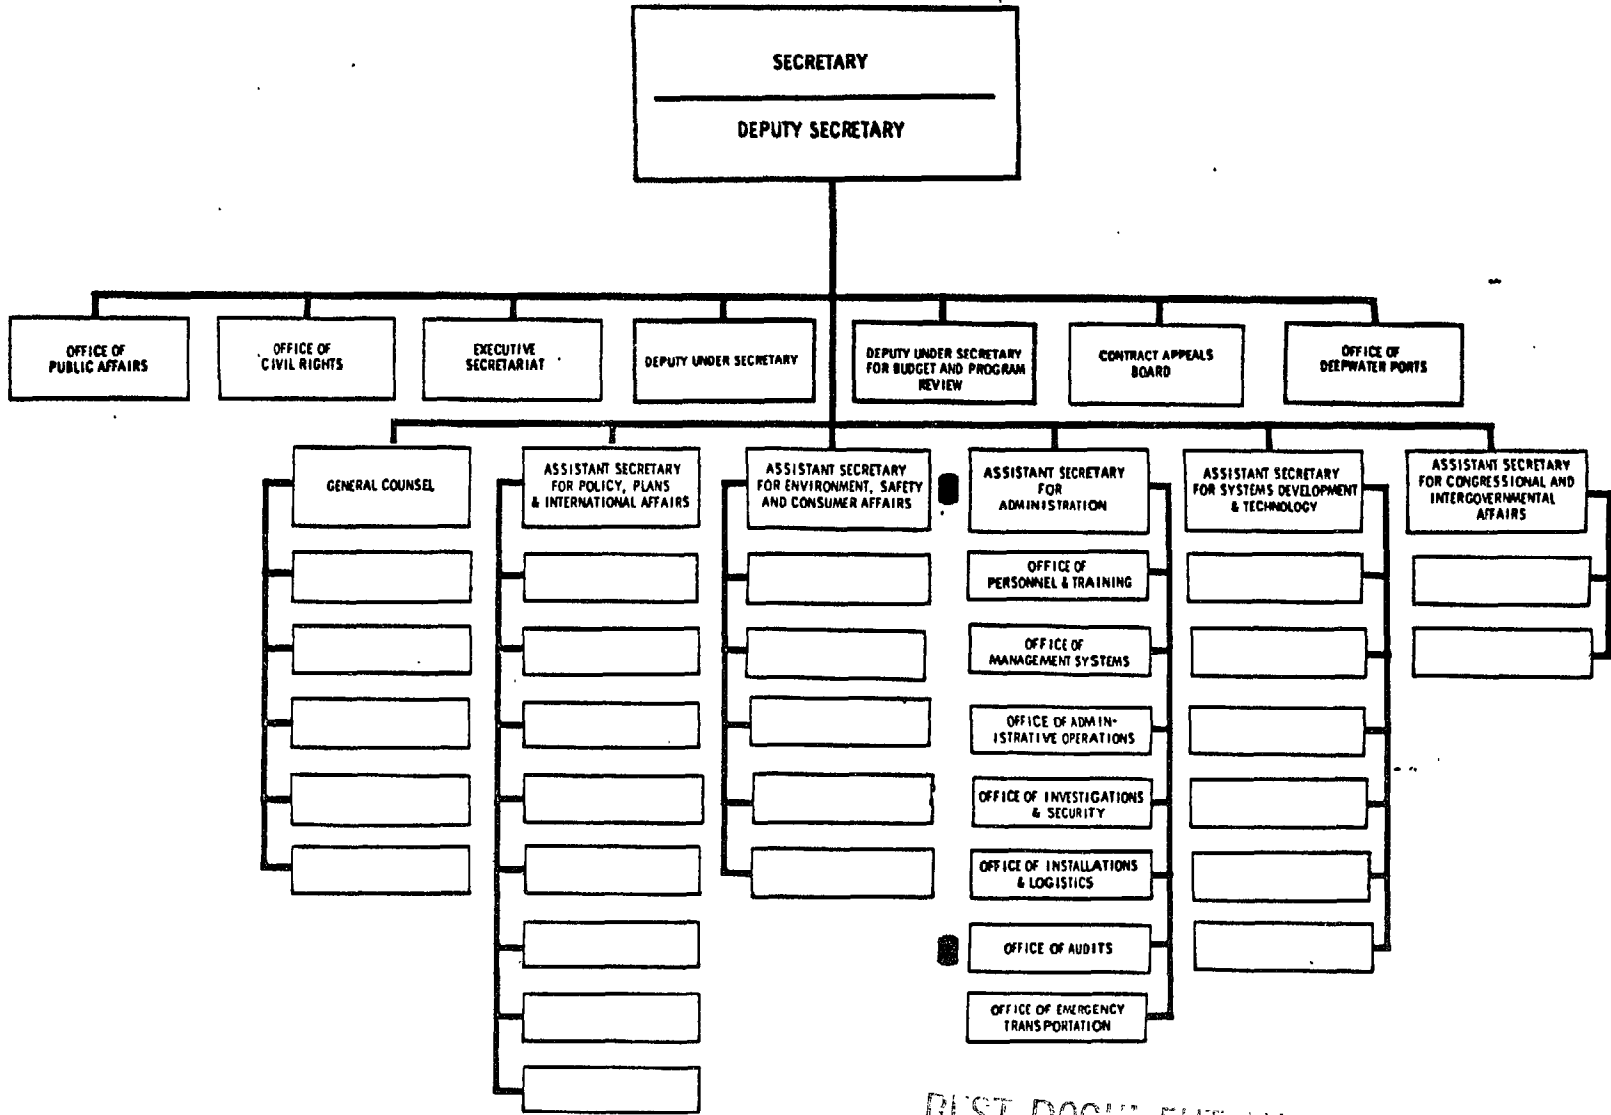 SECRETARY
DEPUTY SECRETARY
OFFICE OF
PUBLIC AFFAIRS
OFFICE OF
CIVIL RIGHTS
EXECUTIVE
SECRETARIAT
DEPUTY UNDER SECRETARY
DEPUTY UNDER SECRETARY
FOR BUDGET AND PROGRAM
REVIEW
CONTRACT APPEALS
BOARD
OFFICE OF
DEEPWATER PORTS
GENERAL COUNSEL
ASSISTANT SECRETARY
FOR POLICY, PLANS
& INTERNATIONAL AFFAIRS
ASSISTANT SECRETARY
FOR ENVIRONMENT, SAFETY
AND CONSUMER AFFAIRS
ASSISTANT SECRETARY
FOR
ADMINISTRATION
ASSISTANT SECRETARY
FOR SYSTEMS DEVELOPMENT
& TECHNOLOGY
ASSISTANT SECRETARY
FOR CONGRESSIONAL AND
INTERGOVERNMENTAL
AFFAIRS
OFFICE OF
PERSONNEL & TRAINING
OFFICE OF
MANAGEMENT SYSTEMS
OFFICE OF ADMIN-
ISTRATIVE OPERATIONS
OFFICE OF INVESTIGATIONS
& SECURITY
OFFICE OF INSTALLATIONS
& LOGISTICS
OFFICE OF AUDITS
OFFICE OF EMERGENCY
TRANSPORTATION
BEST